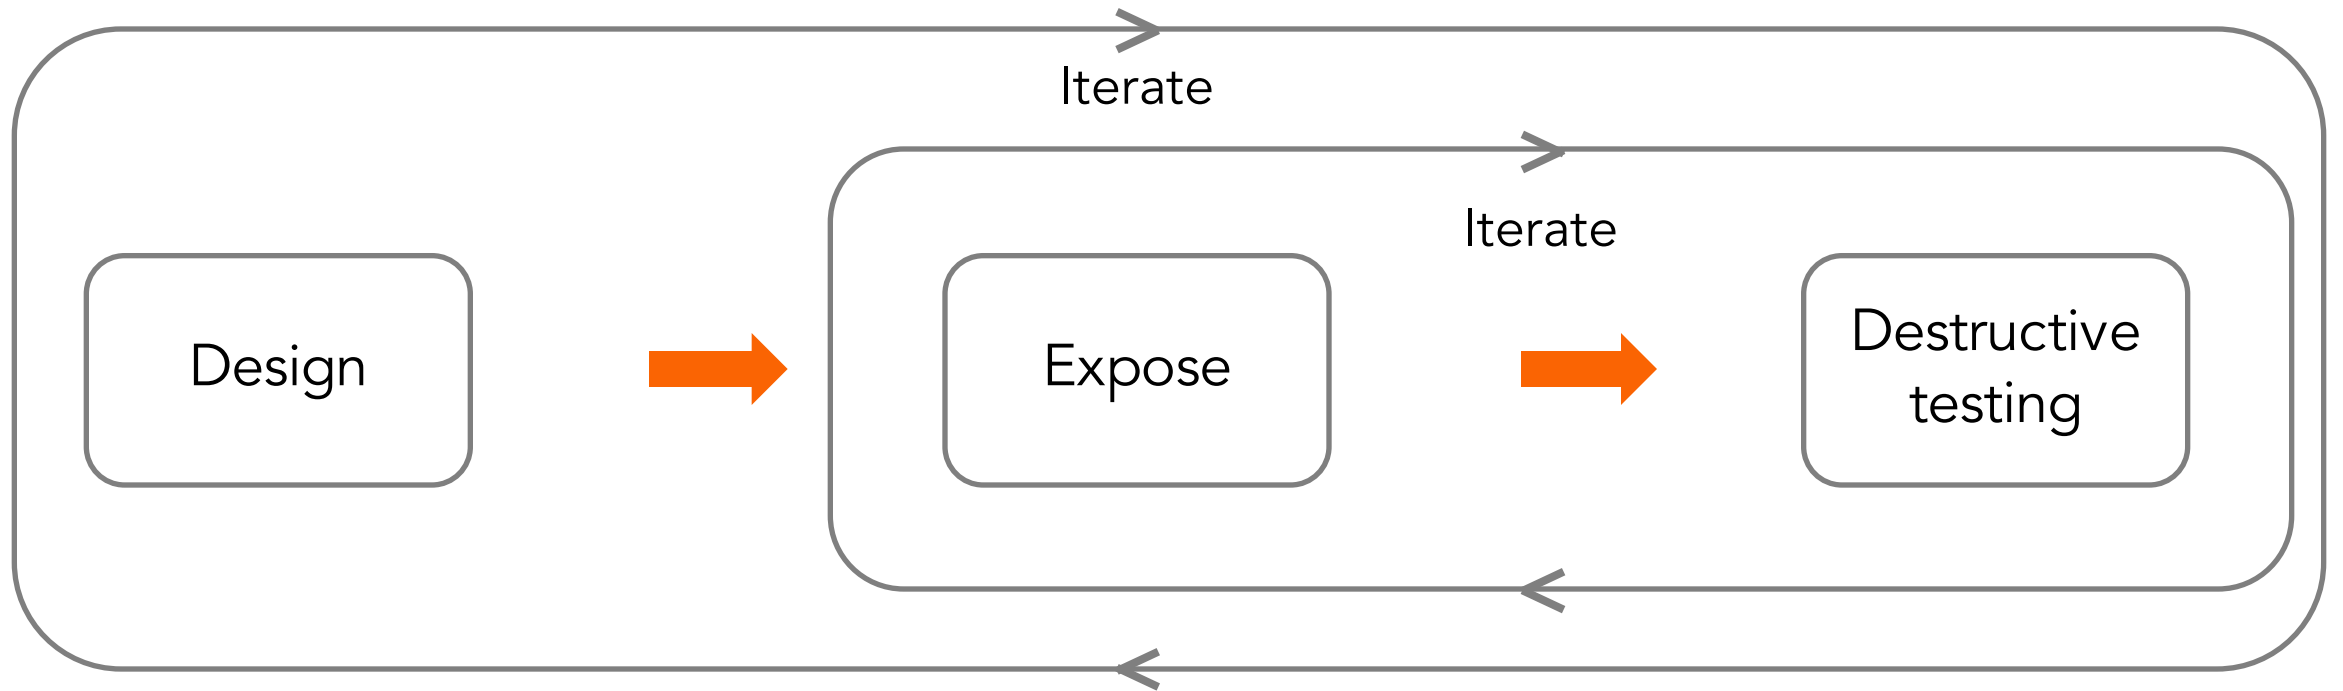 Iterate
Iterate
Design
Expose
Destructive
testing